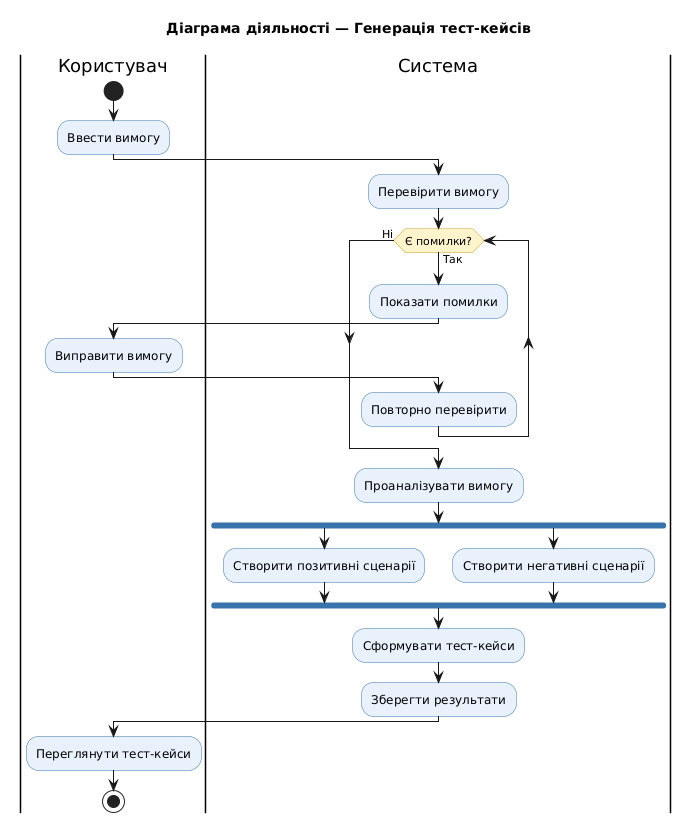 Діаграма діяльності — Генерація тест-кейсів
Користувач
Система
Ввести вимогу
Перевірити вимогу
Є помилки?
Ні
Так
Показати помилки
Виправити вимогу
Повторно перевірити
Проаналізувати вимогу
Створити позитивні сценарії
Створити негативні сценарії
Сформувати тест-кейси
Зберегти результати
Переглянути тест-кейси